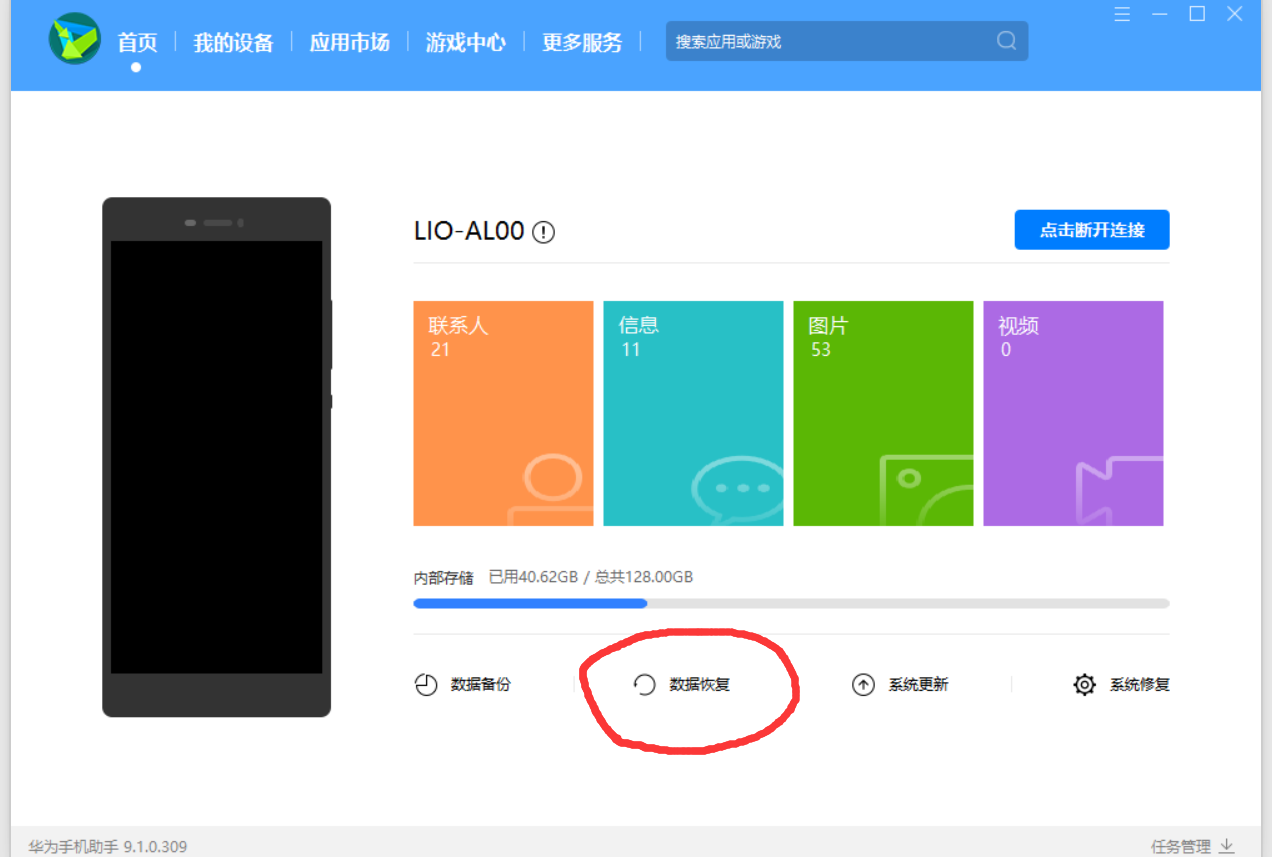 首页 我的设备 应用市场 游戏中心 更多服务 搜索应用或游戏
LIO-AL00
点击断开连接
联系人 信息 图片 视频
21 11 53 0
内部存储 已用40.62GB / 总共128.00GB
数据备份 数据恢复 系统更新 系统修复
华为手机助手 9.1.0.309 任务管理